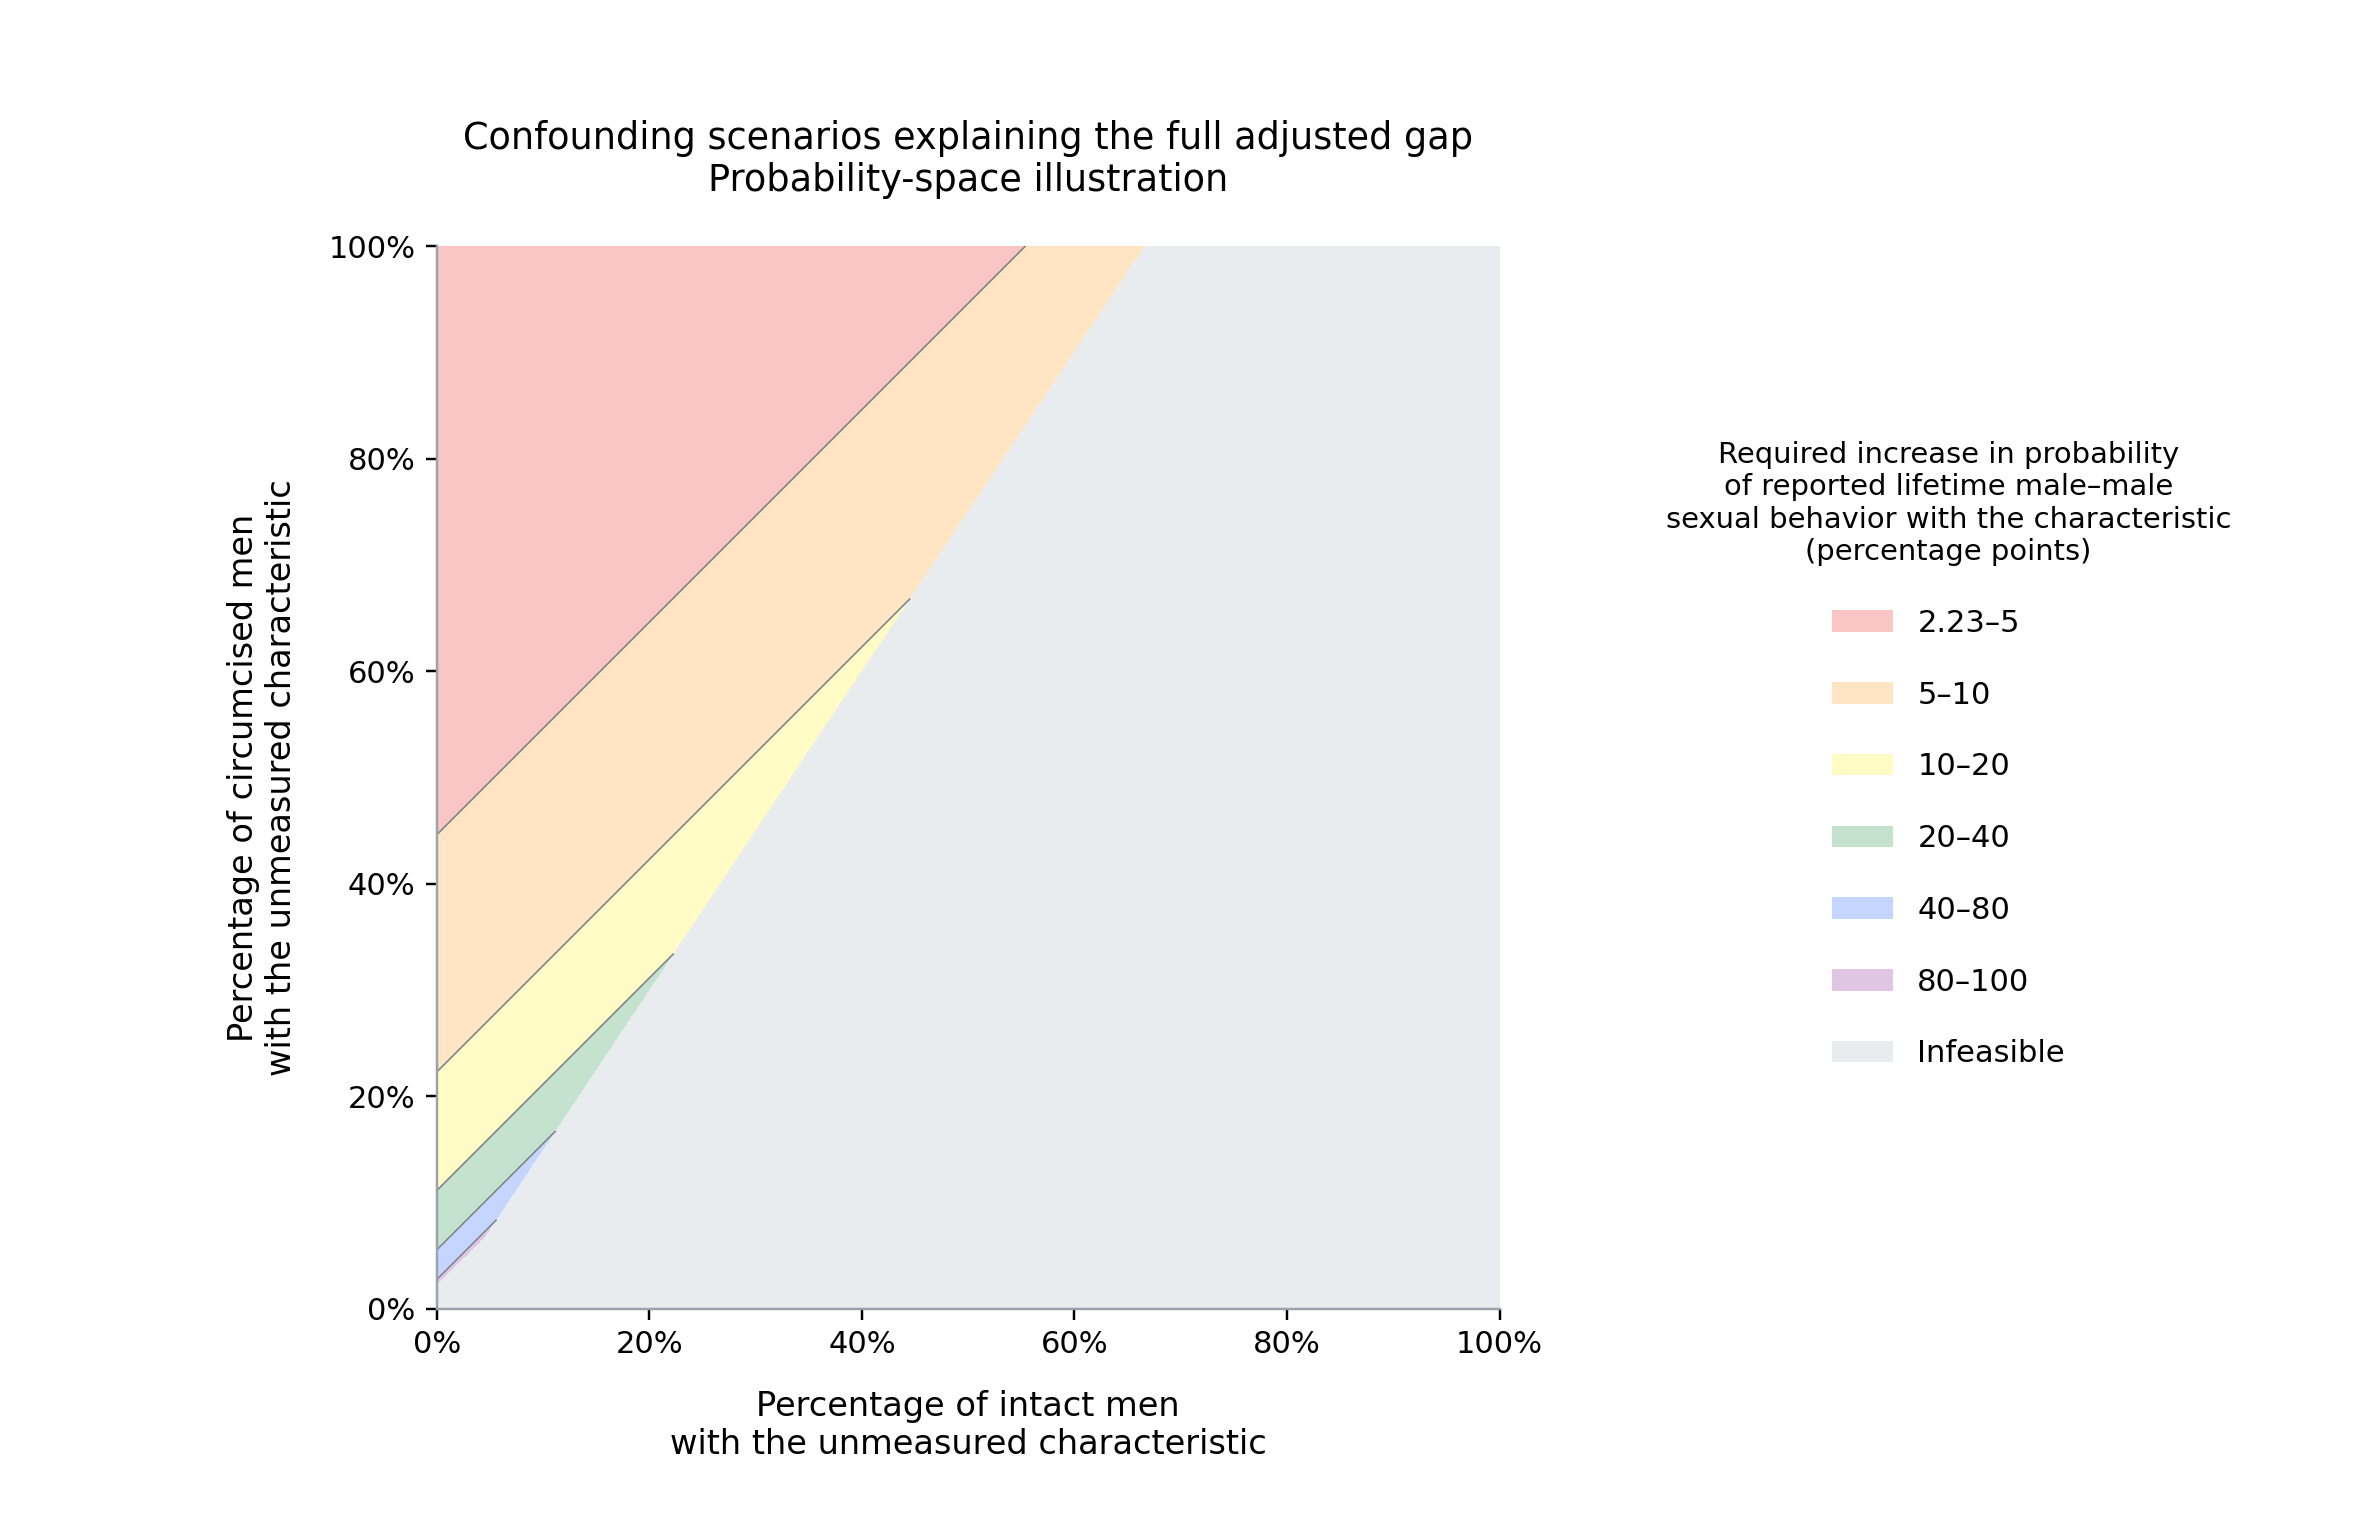 Confounding scenarios explaining the full adjusted gap
Probability-space illustration
100%
80%
60%
40%
20%
0%
Percentage of circumcised men
with the unmeasured characteristic
0%
20%
40%
60%
80%
100%
Percentage of intact men
with the unmeasured characteristic
Required increase in probability
of reported lifetime male–male
sexual behavior with the characteristic
(percentage points)
2.23–5
5–10
10–20
20–40
40–80
80–100
Infeasible